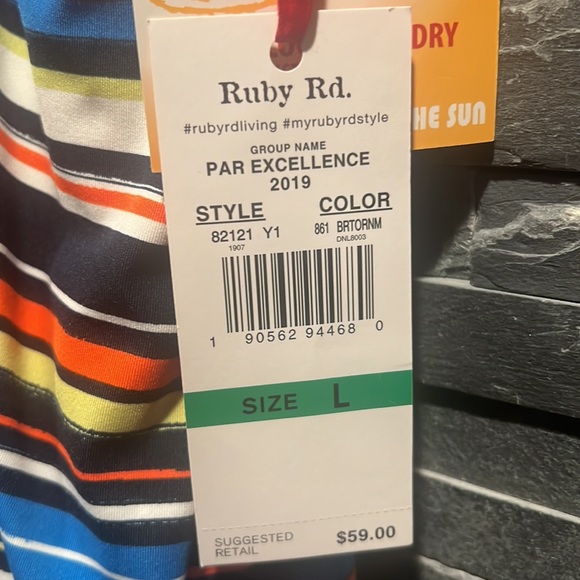 DRY
HE SUN
Ruby Rd.
#rubyrdliving #myrubyrdstyle
GROUP NAME
PAR EXCELLENCE
2019
STYLE COLOR
82121 Y1 861 BRTORNM
1907 DNL8003
1 90562 94468 0
SIZE L
SUGGESTED
RETAIL
$59.00